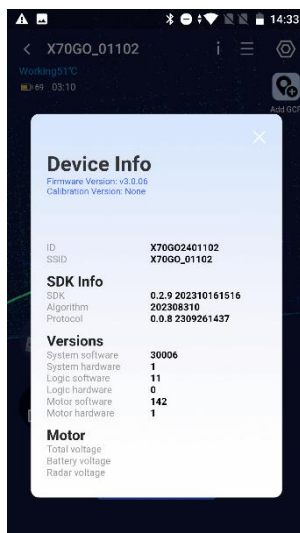 14:33
X70GO_01102
Working51°C
69 03:10
Add GCP
Device Info
Firmware Version: v3.0.06
Calibration Version: None
ID X70GO2401102
SSID X70GO_01102
SDK Info
SDK 0.2.9 202310161516
Algorithm 202308310
Protocol 0.0.8 2309261437
Versions
System software 30006
System hardware 1
Logic software 11
Logic hardware 0
Motor software 142
Motor hardware 1
Motor
Total voltage
Battery voltage
Radar voltage